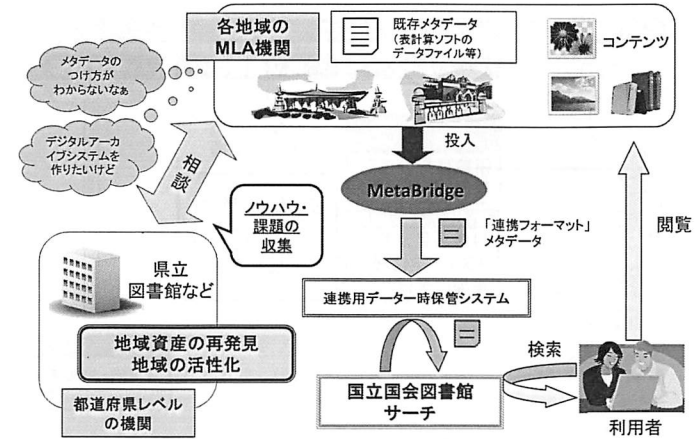 各地域の
MLA機関
既存メタデータ
(表計算ソフトの
データファイル等)
コンテンツ
メタデータの
つけ方が
わからないなぁ
デジタルアーカ
イブシステムを
作りたいけど
相談
投入
MetaBridge
ノウハウ・
課題の
収集
「連携フォーマット」
メタデータ
閲覧
県立
図書館など
連携用データ一時保管システム
地域資産の再発見
地域の活性化
検索
国立国会図書館
サーチ
都道府県レベル
の機関
利用者